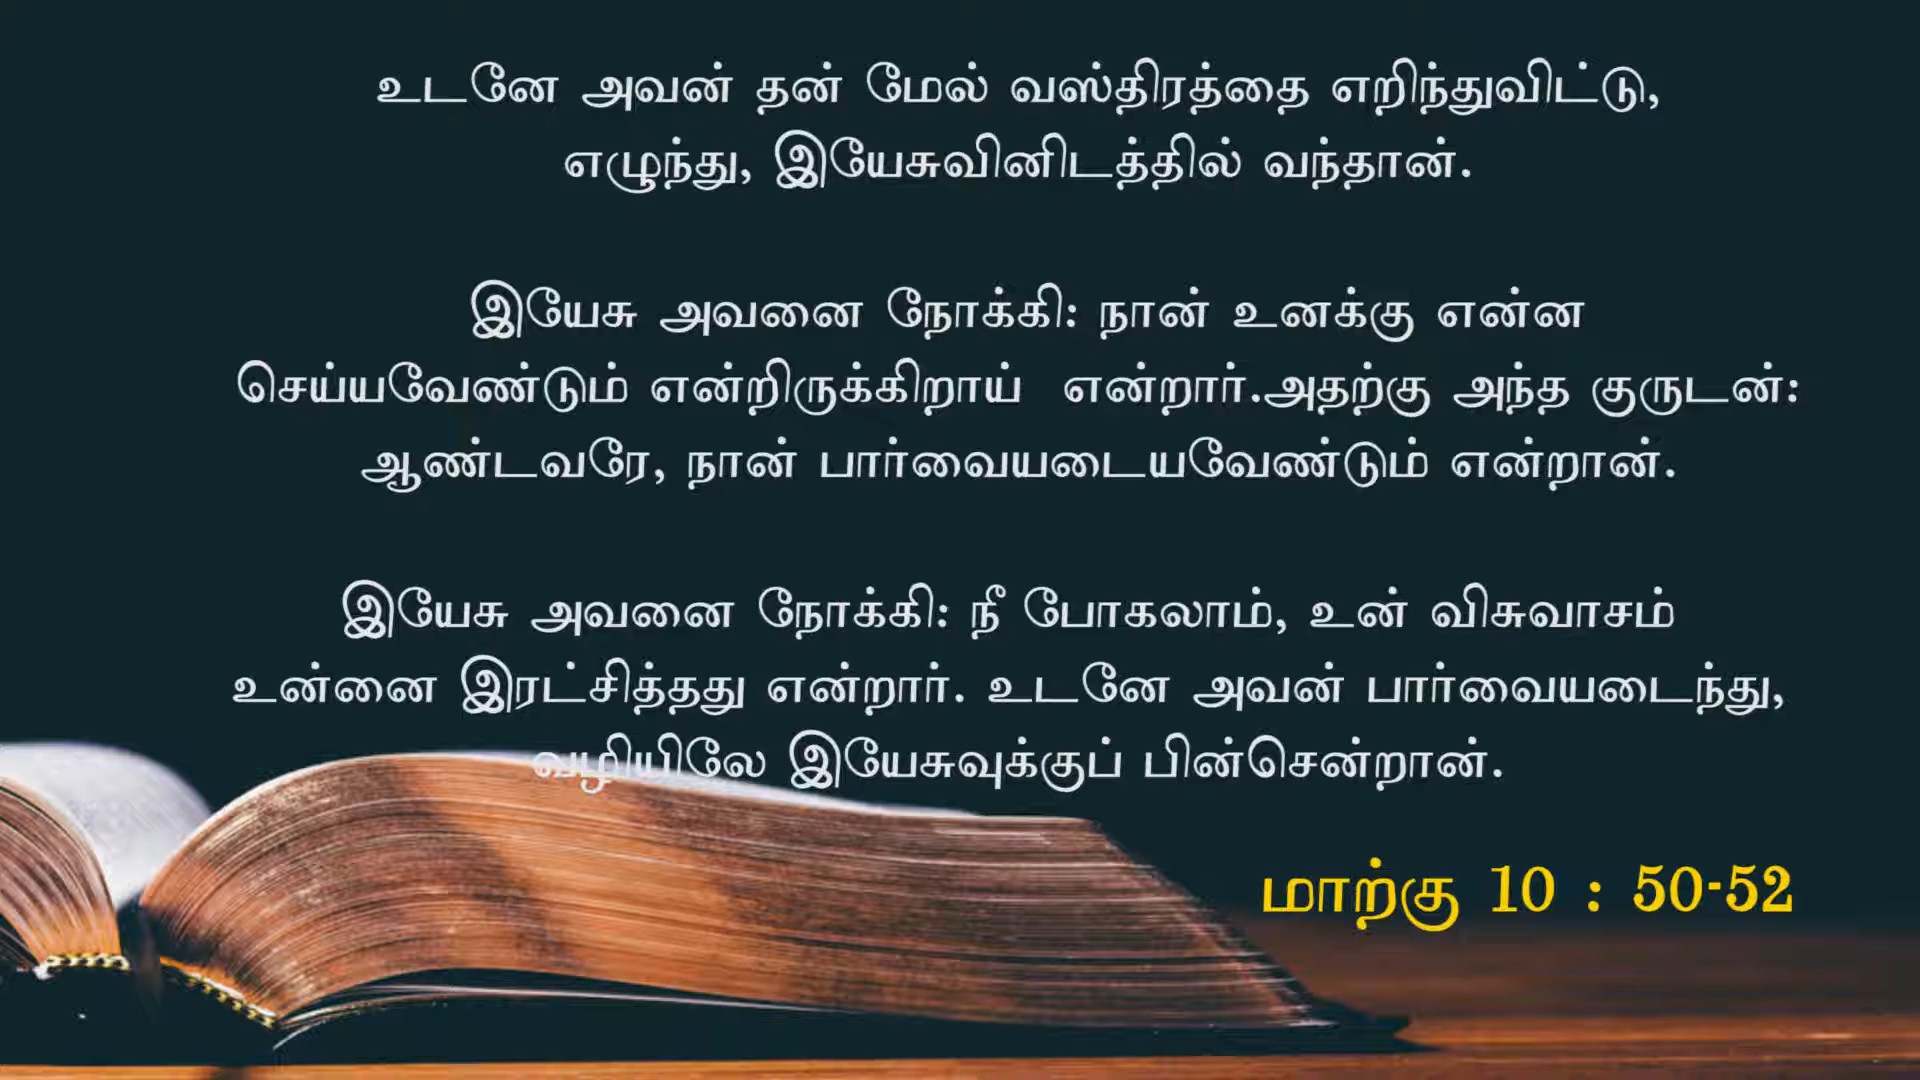 உடனே அவன் தன் மேல் வஸ்திரத்தை எறிந்துவிட்டு,
எழுந்து, இயேசுவினிடத்தில் வந்தான்.
இயேசு அவனை நோக்கி: நான் உனக்கு என்ன
செய்யவேண்டும் என்றிருக்கிறாய்  என்றார்.அதற்கு அந்த குருடன்:
ஆண்டவரே, நான் பார்வையடையவேண்டும் என்றான்.
இயேசு அவனை நோக்கி: நீ போகலாம், உன் விசுவாசம்
உன்னை இரட்சித்தது என்றார். உடனே அவன் பார்வையடைந்து,
வழியிலே இயேசுவுக்குப் பின்சென்றான்.
மாற்கு 10 : 50-52